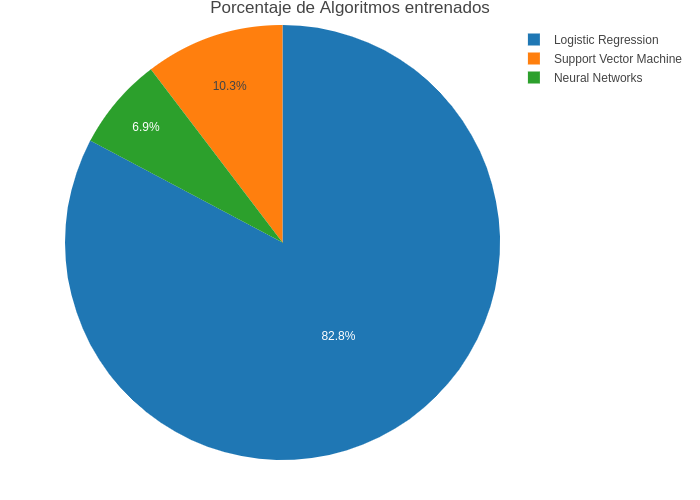 Porcentaje de Algoritmos entrenados
Logistic Regression
Support Vector Machine
Neural Networks
10.3%
6.9%
82.8%